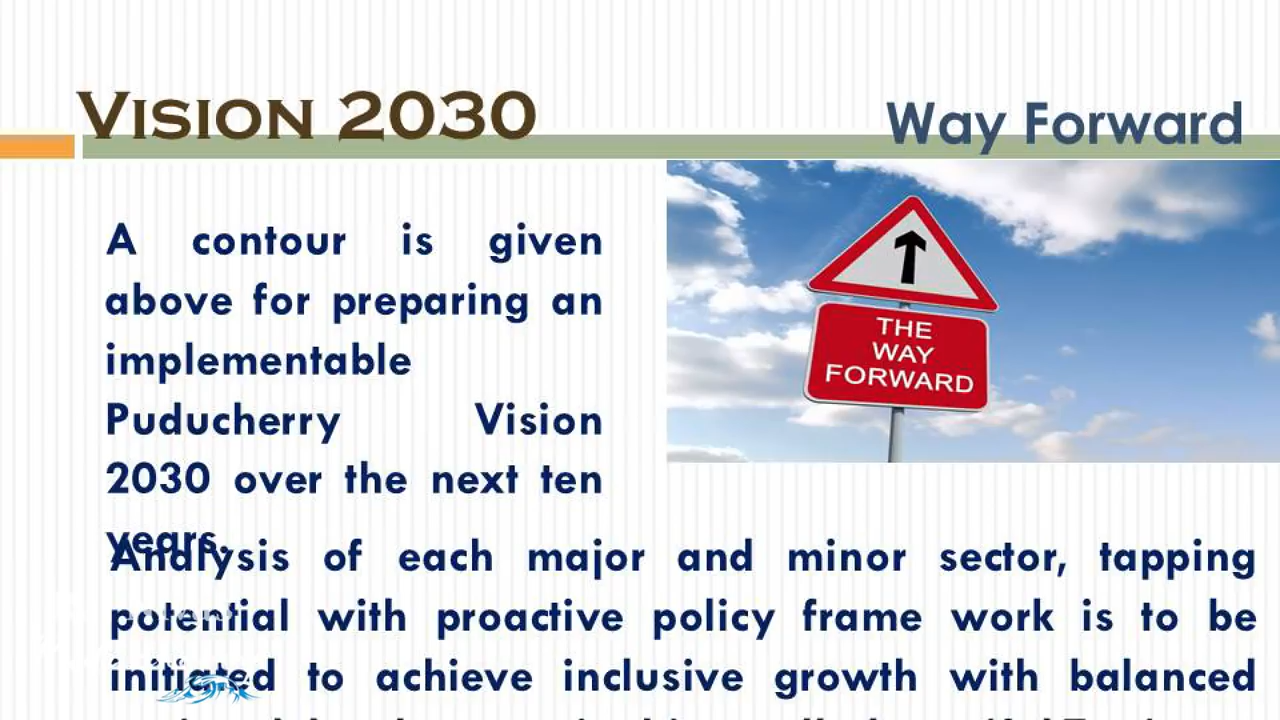 VISION 2030
Way Forward
A contour is given
above for preparing an
implementable
Puducherry Vision
2030 over the next ten
years.
THE
WAY
FORWARD
Analysis of each major and minor sector, tapping
potential with proactive policy frame work is to be
initiated to achieve inclusive growth with balanced